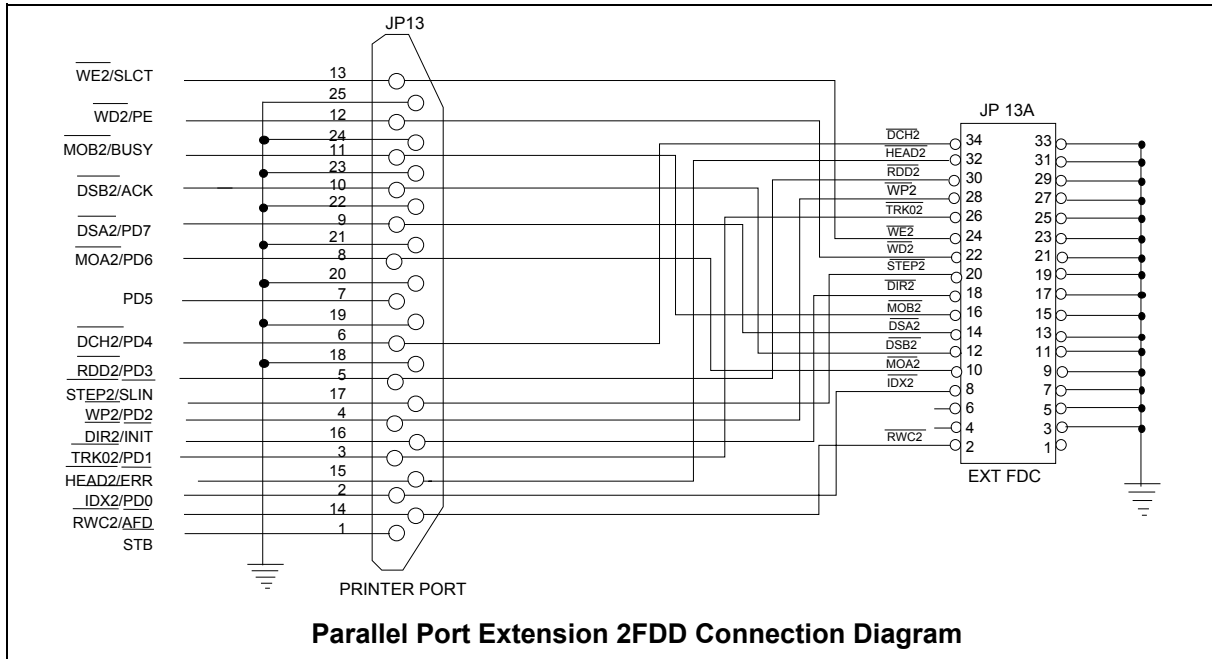 JP13
WE2/SLCT
13
25
WD2/PE
12
24
MOB2/BUSY
11
23
DSB2/ACK
10
22
DSA2/PD7
9
21
MOA2/PD6
8
20
PD5
7
19
DCH2/PD4
6
18
RDD2/PD3
5
STEP2/SLIN
17
WP2/PD2
4
DIR2/INIT
16
TRK02/PD1
3
HEAD2/ERR
15
IDX2/PD0
2
RWC2/AFD
14
STB
1
PRINTER PORT
JP 13A
DCH2 34 33
HEAD2 32 31
RDD2 30 29
WP2 28 27
TRK02 26 25
WE2 24 23
WD2 22 21
STEP2 20 19
DIR2 18 17
MOB2 16 15
DSA2 14 13
DSB2 12 11
MOA2 10 9
IDX2 8 7
6 5
4 3
RWC2 2 1
EXT FDC
Parallel Port Extension 2FDD Connection Diagram